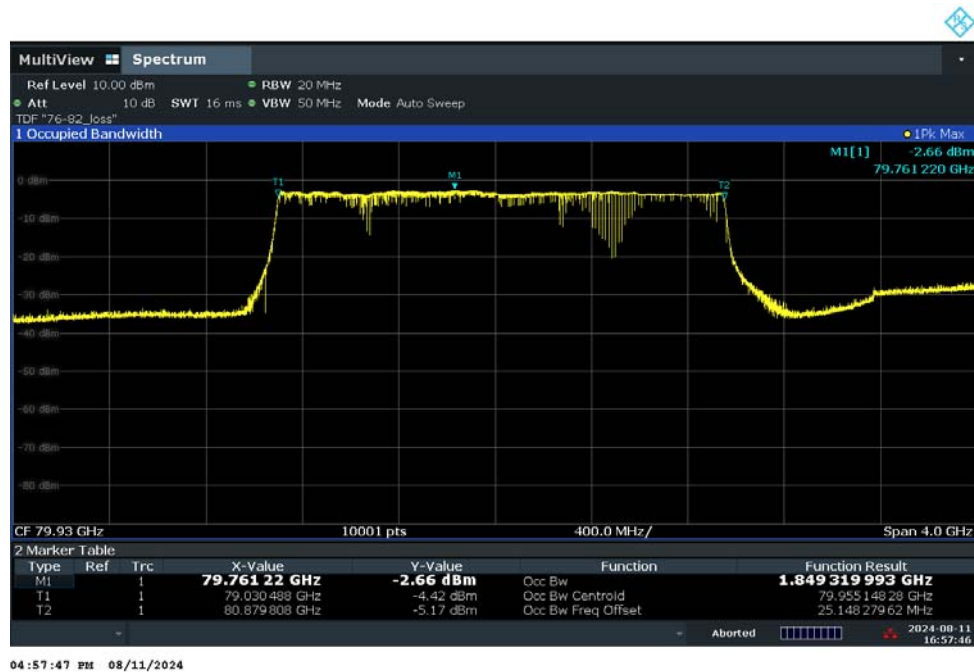 R S
MultiView Spectrum
Ref Level 10.00 dBm RBW 20 MHz
Att 10 dB SWT 16 ms VBW 50 MHz Mode Auto Sweep
TDF "76-82_loss"
1 Occupied Bandwidth 1Pk Max
M1[1] -2.66 dBm
79.761 220 GHz
0 dBm
T1 M1 T2
-10 dBm
-20 dBm
-30 dBm
-40 dBm
-50 dBm
-60 dBm
-70 dBm
-80 dBm
CF 79.93 GHz 10001 pts 400.0 MHz/ Span 4.0 GHz
2 Marker Table
Type Ref Trc X-Value Y-Value Function Function Result
M1 1 79.761 22 GHz -2.66 dBm Occ Bw 1.849 319 993 GHz
T1 1 79.030 488 GHz -4.42 dBm Occ Bw Centroid 79.955 148 28 GHz
T2 1 80.879 808 GHz -5.17 dBm Occ Bw Freq Offset 25.148 279 62 MHz
Aborted 2024-08-11
16:57:46
04:57:47 PM 08/11/2024